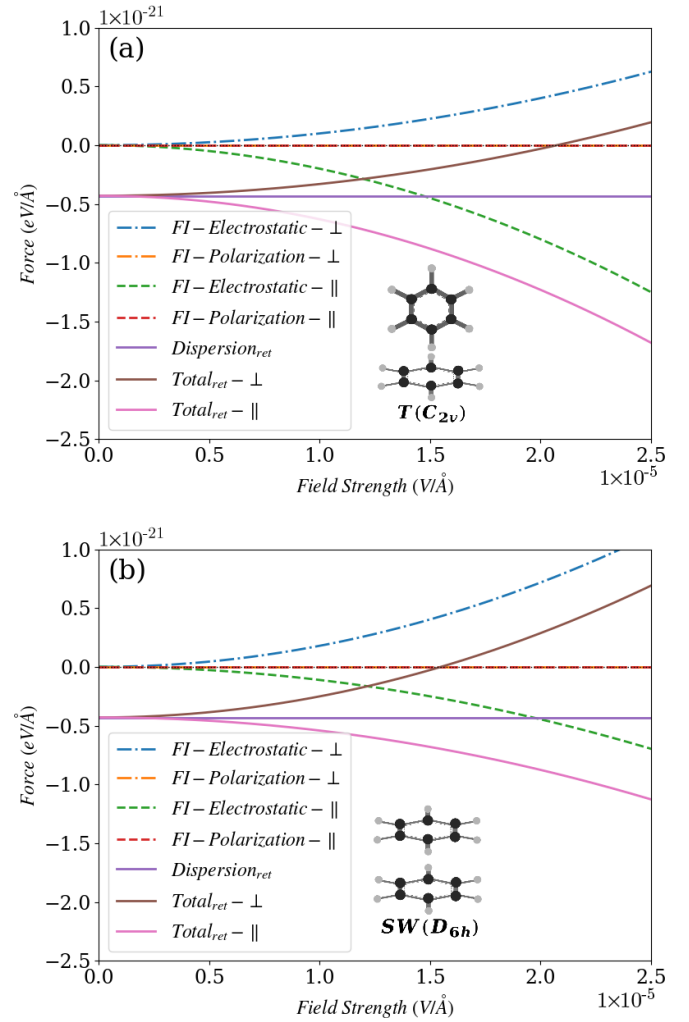 1×10⁻²¹
(a)
1.0
0.5
0.0
−0.5
−1.0
−1.5
−2.0
−2.5
Force (eV/Å)
FI − Electrostatic − ⊥
FI − Polarization − ⊥
FI − Electrostatic − ∥
FI − Polarization − ∥
Dispersion_ret
Total_ret − ⊥
Total_ret − ∥
T(C_2v)
0.0 0.5 1.0 1.5 2.0 2.5
Field Strength (V/Å)
1×10⁻⁵
1×10⁻²¹
(b)
1.0
0.5
0.0
−0.5
−1.0
−1.5
−2.0
−2.5
Force (eV/Å)
FI − Electrostatic − ⊥
FI − Polarization − ⊥
FI − Electrostatic − ∥
FI − Polarization − ∥
Dispersion_ret
Total_ret − ⊥
Total_ret − ∥
SW(D_6h)
0.0 0.5 1.0 1.5 2.0 2.5
Field Strength (V/Å)
1×10⁻⁵